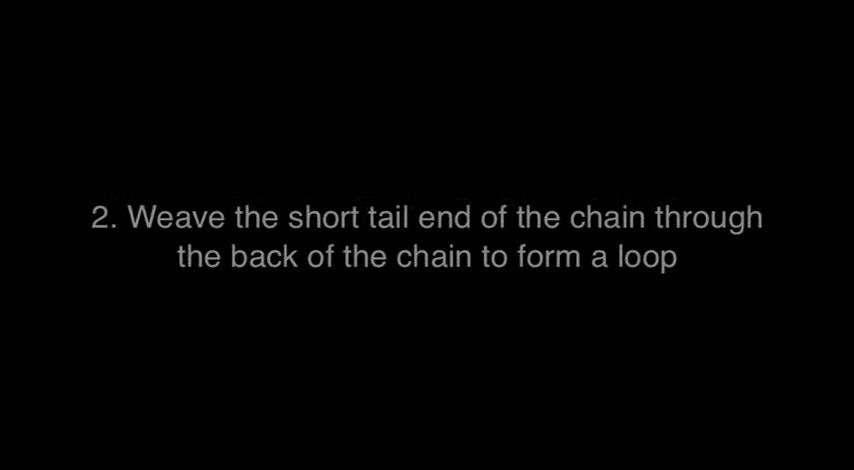 2. Weave the short tail end of the chain through
the back of the chain to form a loop